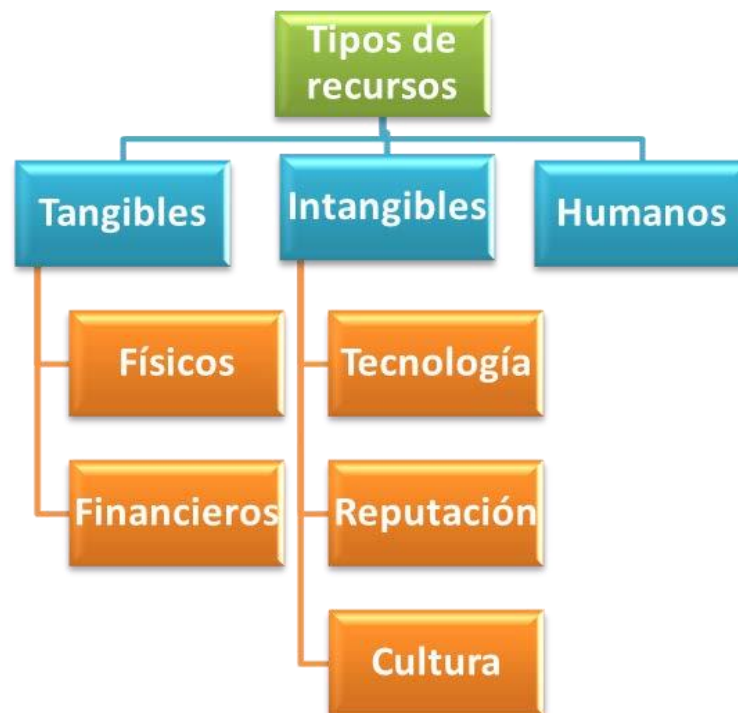 Tipos de
recursos
Tangibles
Intangibles
Humanos
Físicos
Tecnología
Financieros
Reputación
Cultura